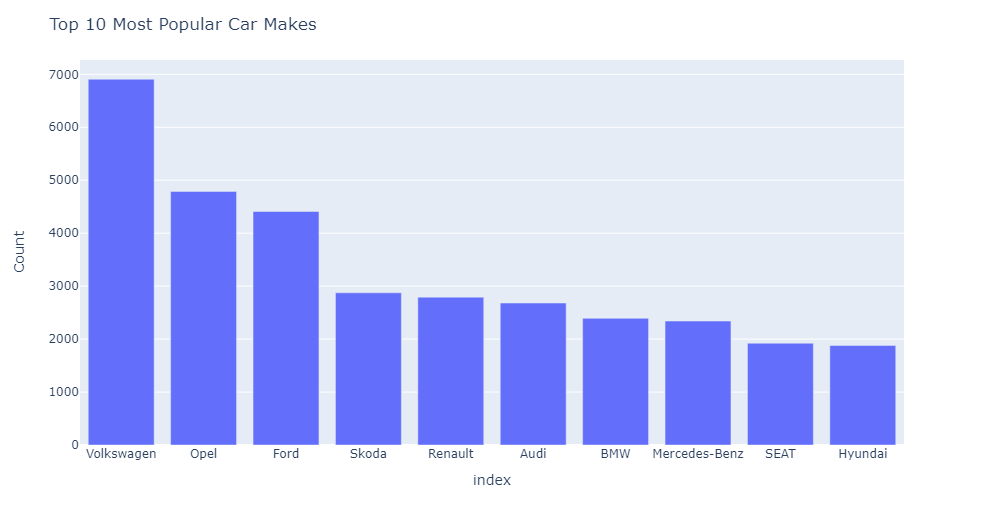 Top 10 Most Popular Car Makes
7000
6000
5000
4000
3000
2000
1000
0
Count
Volkswagen Opel Ford Skoda Renault Audi BMW Mercedes-Benz SEAT Hyundai
index